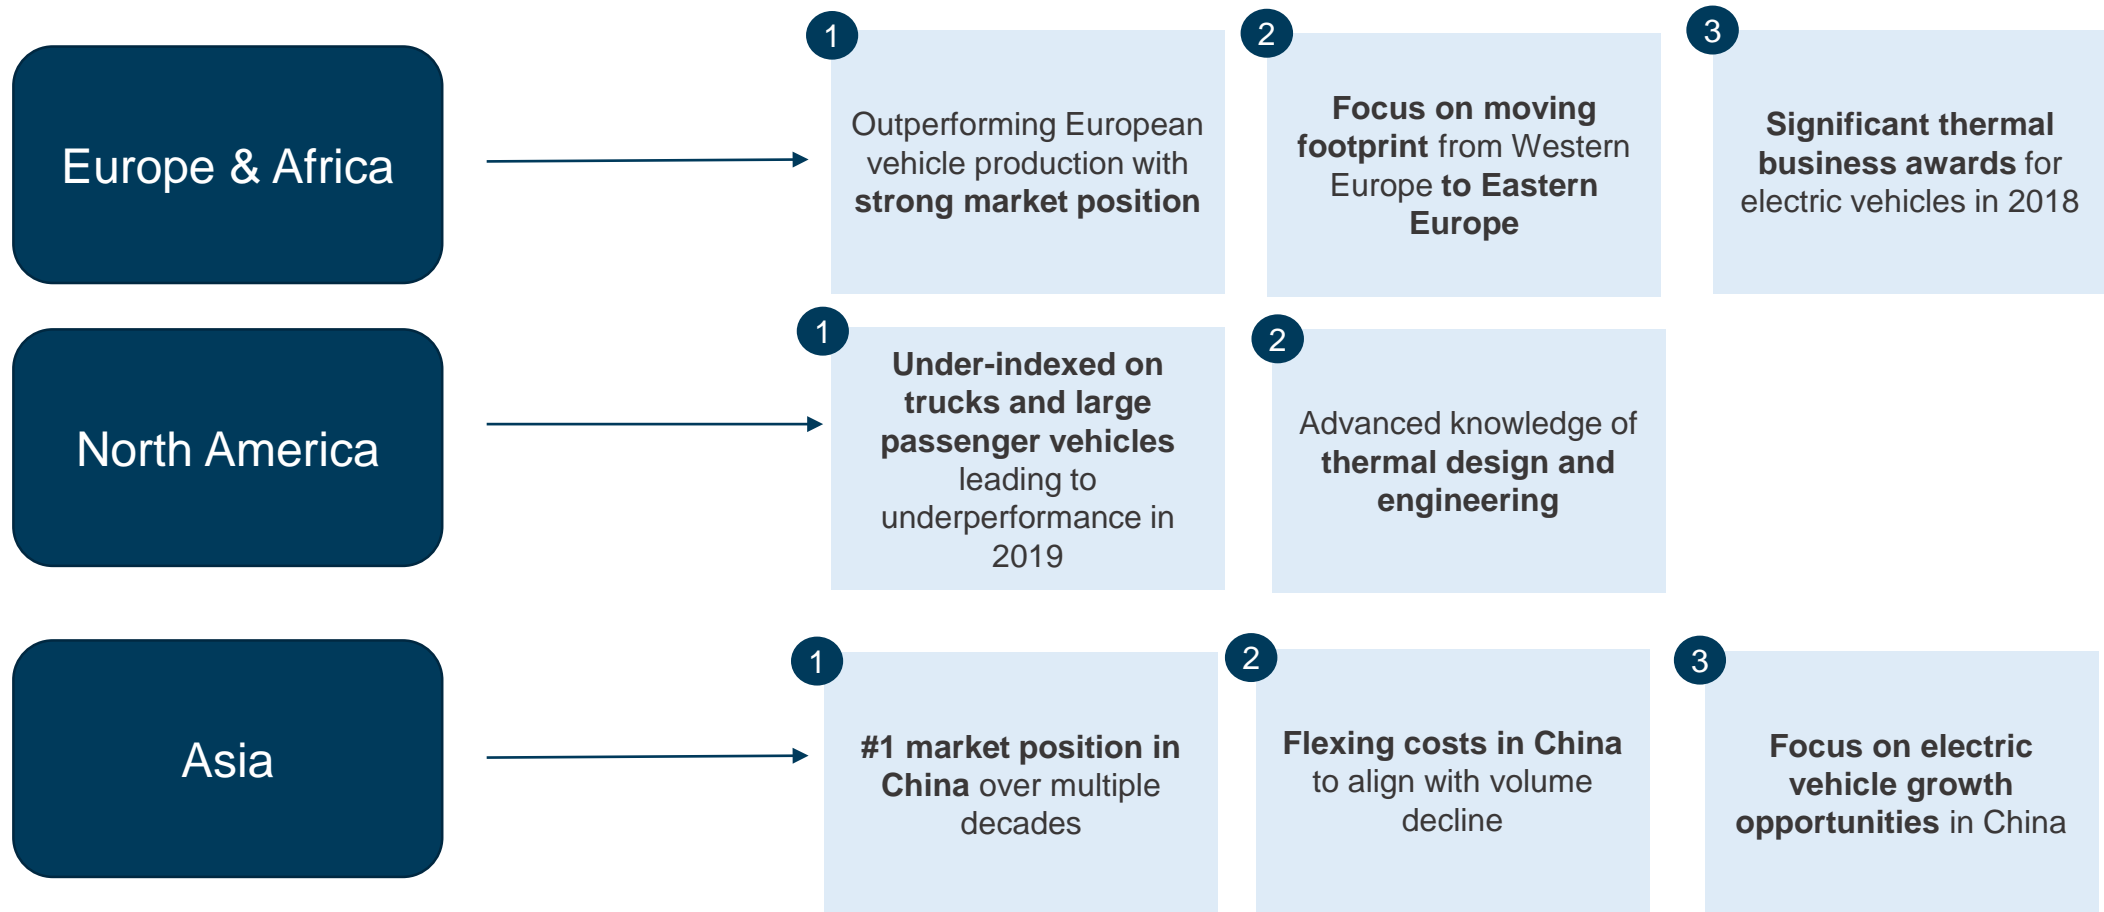 Europe & Africa
1
Outperforming European
vehicle production with
strong market position
2
Focus on moving
footprint from Western
Europe to Eastern
Europe
3
Significant thermal
business awards for
electric vehicles in 2018
North America
1
Under-indexed on
trucks and large
passenger vehicles
leading to
underperformance in
2019
2
Advanced knowledge of
thermal design and
engineering
Asia
1
#1 market position in
China over multiple
decades
2
Flexing costs in China
to align with volume
decline
3
Focus on electric
vehicle growth
opportunities in China